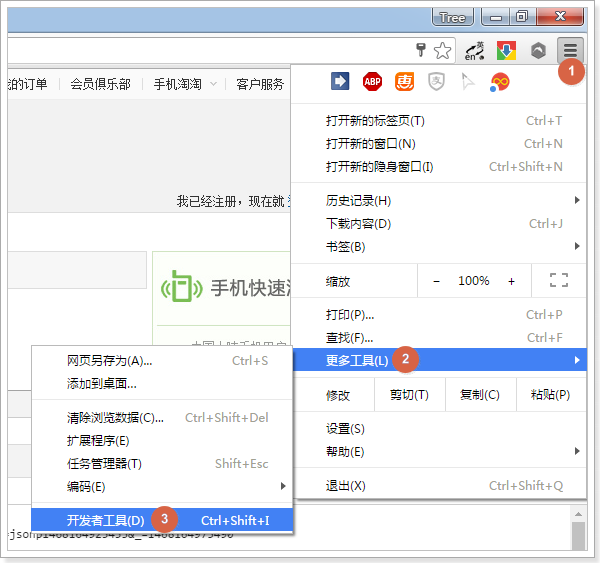 Tree
英
en
1
的订单 会员俱乐部 手机淘淘 客户服务
ABP 惠 支
打开新的标签页(T) Ctrl+T
打开新的窗口(N) Ctrl+N
打开新的隐身窗口(I) Ctrl+Shift+N
我已经注册，现在就
历史记录(H)
下载内容(D) Ctrl+J
书签(B)
缩放 − 100% +
手机快速
打印(P)... Ctrl+P
查找(F)... Ctrl+F
更多工具(L) 2
网页另存为(A)... Ctrl+S
添加到桌面...
修改 剪切(T) 复制(C) 粘贴(P)
清除浏览数据(C)... Ctrl+Shift+Del
设置(S)
扩展程序(E)
帮助(E)
任务管理器(T) Shift+Esc
编码(E)
退出(X) Ctrl+Shift+Q
开发者工具(D) 3 Ctrl+Shift+I